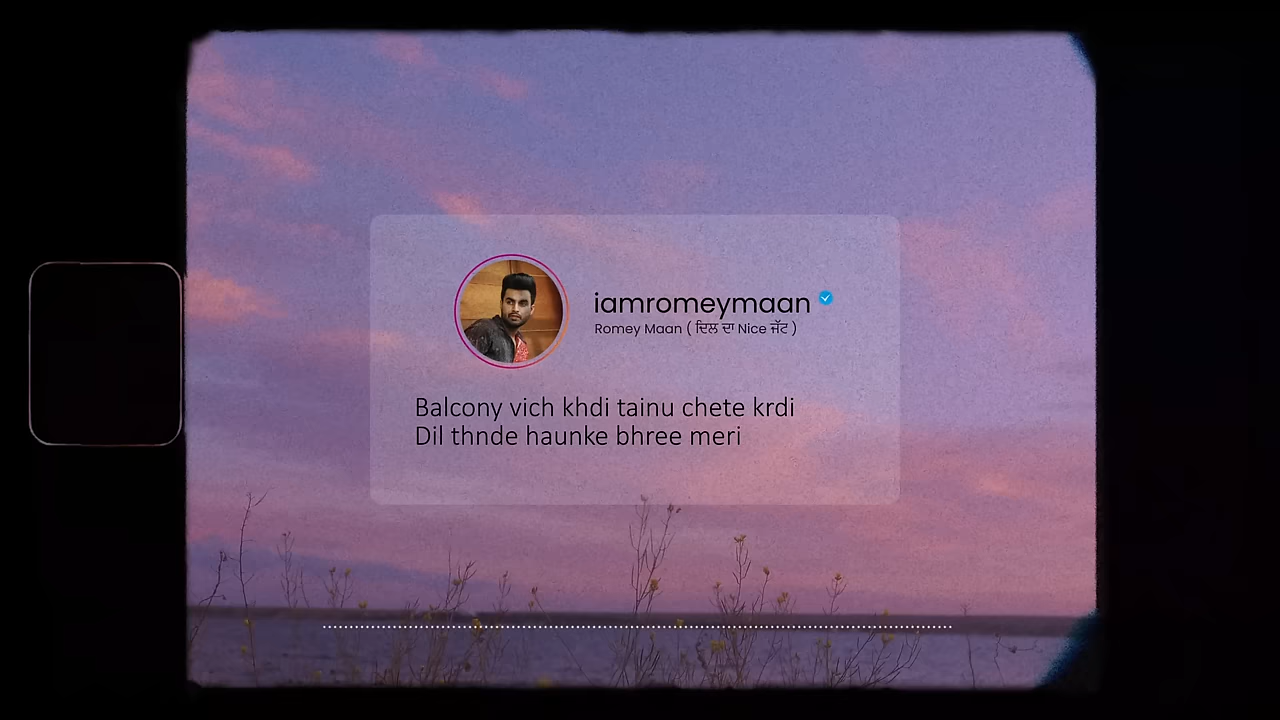 iamromeymaan
Romey Maan ( ਦਿਲ ਦਾ Nice ਜੱਟ )
Balcony vich khdi tainu chete krdi
Dil thnde haunke bhree meri